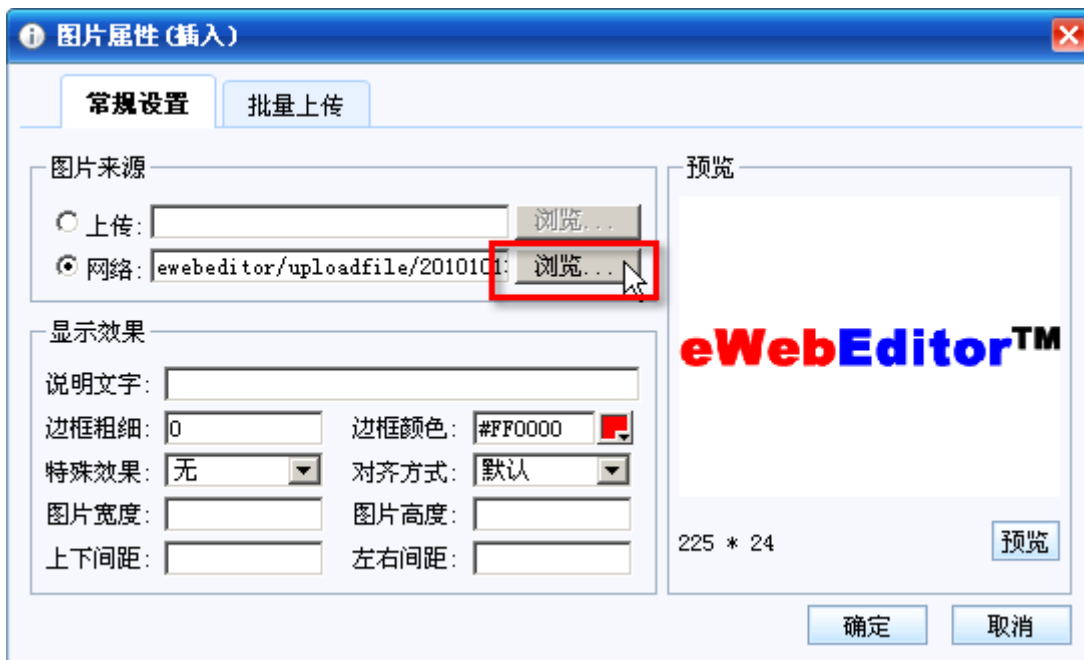 图片属性(插入)
常规设置 批量上传
图片来源
上传: 浏览...
网络: ewebeditor/uploadfile/2010101 浏览...
显示效果
说明文字:
边框粗细: 0 边框颜色: #FF0000
特殊效果: 无 对齐方式: 默认
图片宽度: 图片高度:
上下间距: 左右间距:
预览
eWebEditor™
225 * 24 预览
确定 取消